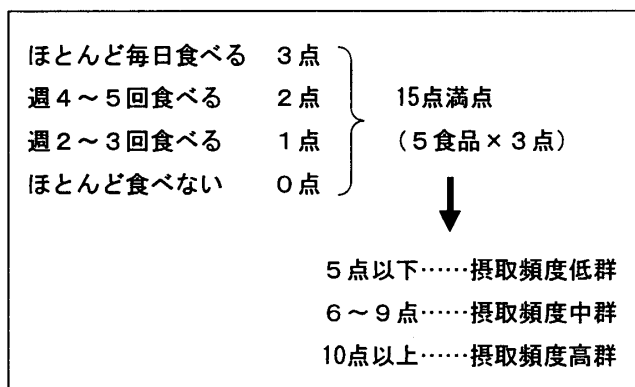 ほとんど毎日食べる　３点
週４～５回食べる　２点
週２～３回食べる　１点
ほとんど食べない　０点
15点満点
（５食品×３点）
５点以下……摂取頻度低群
６～９点……摂取頻度中群
10点以上……摂取頻度高群